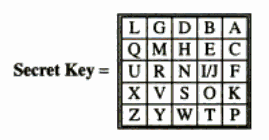 L G D B A
Q M H E C
Secret Key = U R N I/J F
X V S O K
Z Y W T P